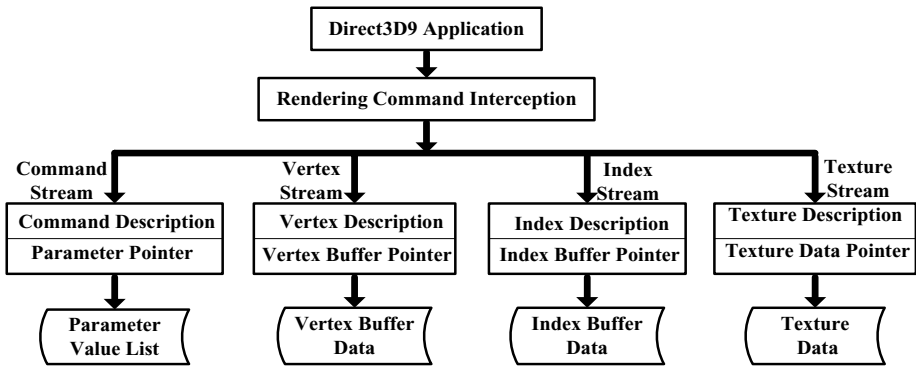 Direct3D9 Application
Rendering Command Interception
Command
Stream
Vertex
Stream
Index
Stream
Texture
Stream
Command Description
Parameter Pointer
Vertex Description
Vertex Buffer Pointer
Index Description
Index Buffer Pointer
Texture Description
Texture Data Pointer
Parameter
Value List
Vertex Buffer
Data
Index Buffer
Data
Texture
Data